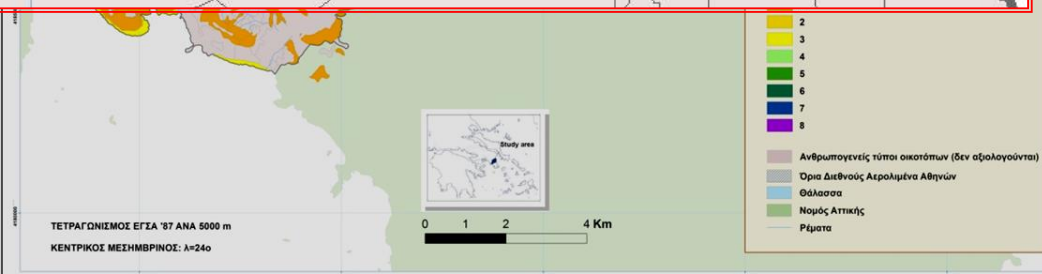 2
3
4
5
6
7
8
Ανθρωπογενείς τύποι οικοτόπων (δεν αξιολογούνται)
Όρια Διεθνούς Αερολιμένα Αθηνών
Θάλασσα
Νομός Αττικής
Ρέματα
Study area
0 1 2 4 Km
ΤΕΤΡΑΓΩΝΙΣΜΟΣ ΕΓΣΑ '87 ΑΝΑ 5000 m
ΚΕΝΤΡΙΚΟΣ ΜΕΣΗΜΒΡΙΝΟΣ: λ=24ο